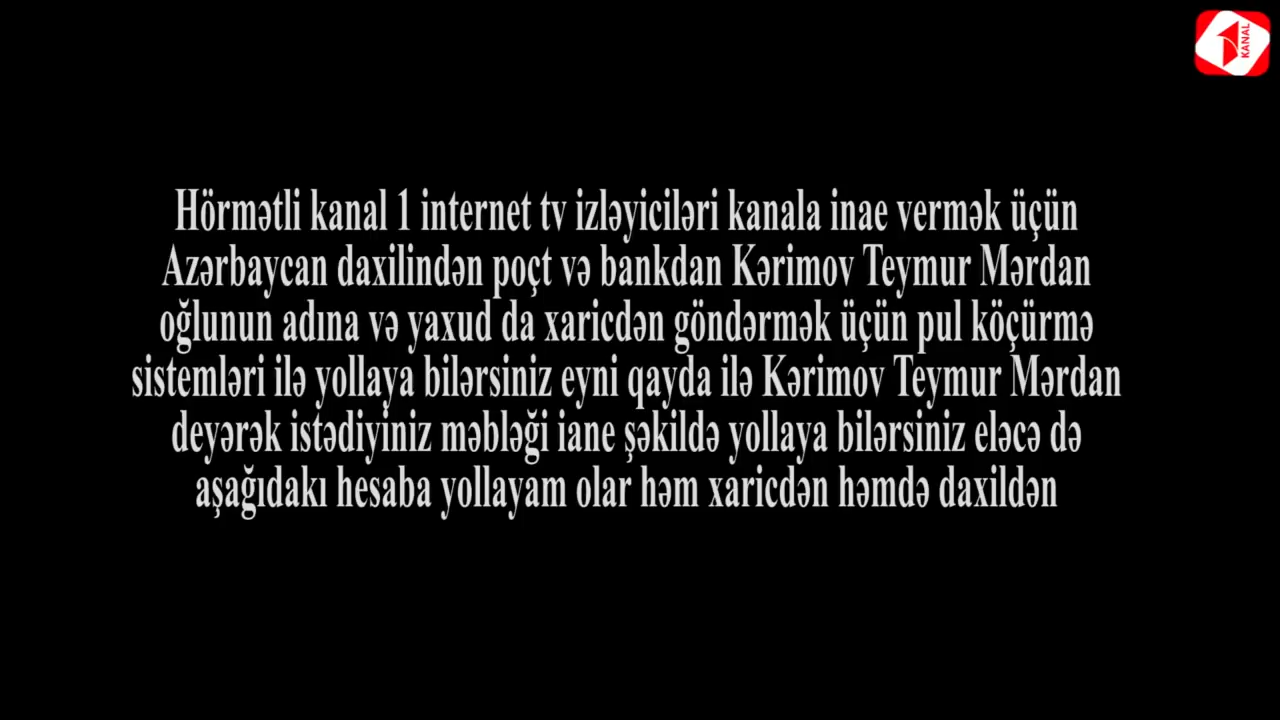 KANAL
Hörmətli kanal 1 internet tv izləyiciləri kanala inae vermək üçün
Azərbaycan daxilindən poçt və bankdan Kərimov Teymur Mərdan
oğlunun adına və yaxud da xaricdən göndərmək üçün pul köçürmə
sistemləri ilə yollaya bilərsiniz eyni qayda ilə Kərimov Teymur Mərdan
deyərək istədiyiniz məbləği iane şəkildə yollaya bilərsiniz eləcə də
aşağıdakı hesaba yollayam olar həm xaricdən həmdə daxildən